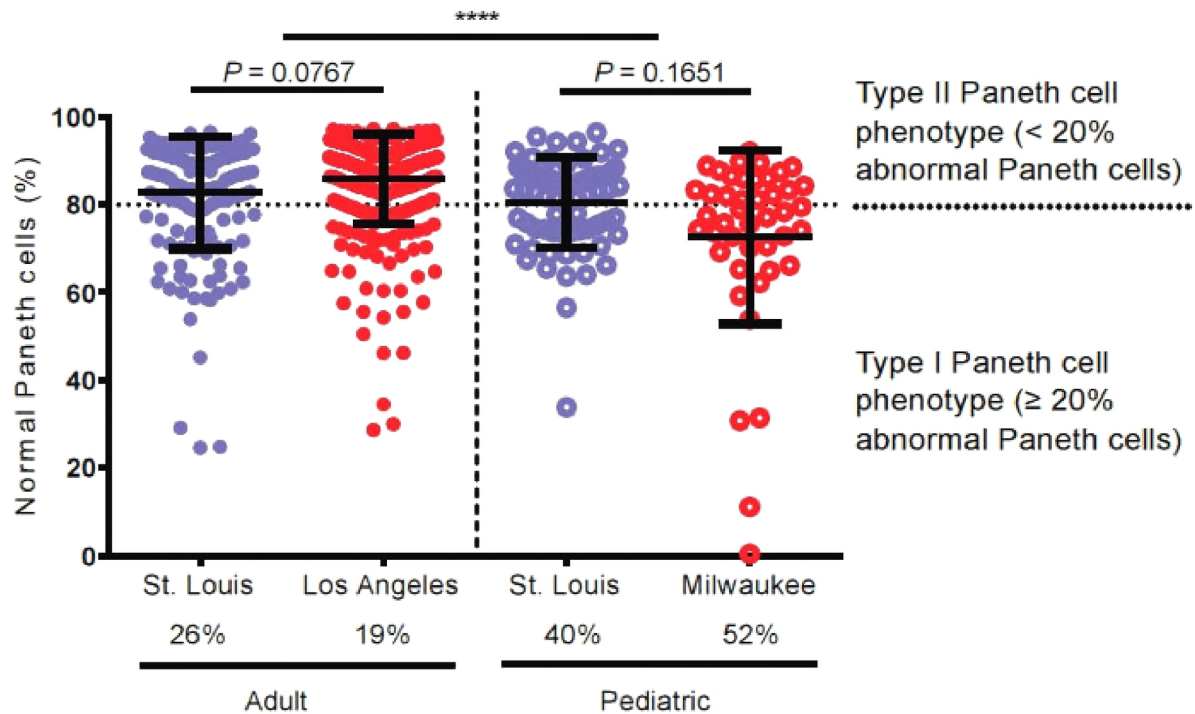 ****
P = 0.0767
P = 0.1651
Type II Paneth cell
phenotype (< 20%
abnormal Paneth cells)
Normal Paneth cells (%)
100
80
60
40
20
0
Type I Paneth cell
phenotype (≥ 20%
abnormal Paneth cells)
St. Louis Los Angeles St. Louis Milwaukee
26% 19% 40% 52%
Adult Pediatric